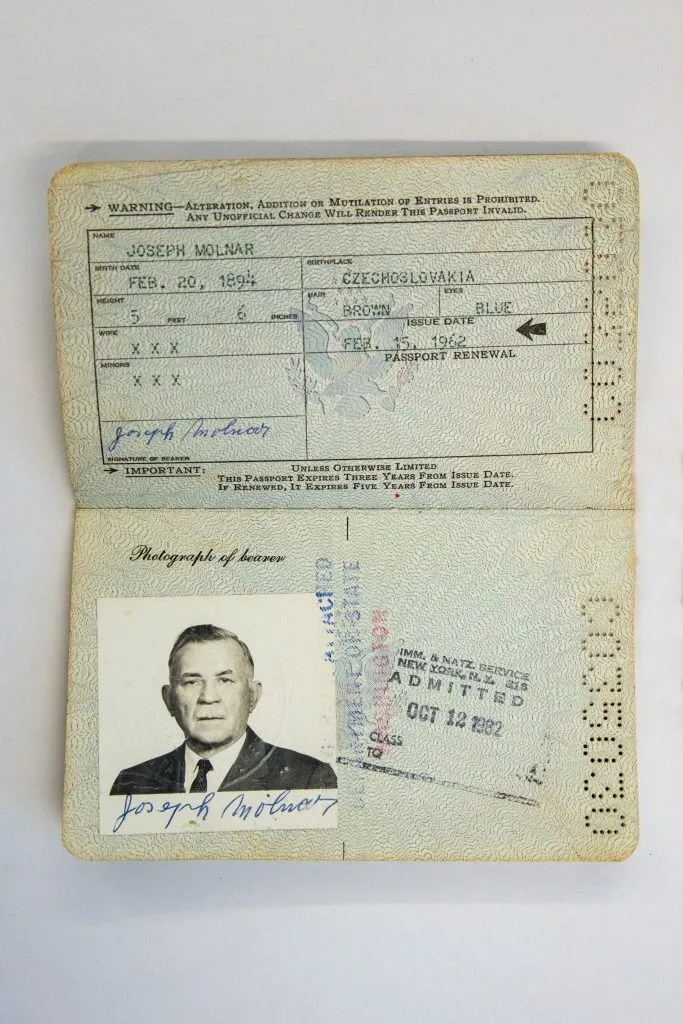 → WARNING—ALTERATION, ADDITION OR MUTILATION OF ENTRIES IS PROHIBITED.
ANY UNOFFICIAL CHANGE WILL RENDER THIS PASSPORT INVALID.
NAME
JOSEPH MOLNAR
BIRTH DATE
FEB. 20, 1894
BIRTHPLACE
CZECHOSLOVAKIA
HEIGHT
5 FEET 6 INCHES
HAIR
BROWN
EYES
BLUE
WIFE
X X X
ISSUE DATE
FEB. 15, 1962
PASSPORT RENEWAL
MINORS
X X X
Joseph Molnar
SIGNATURE OF BEARER
→ IMPORTANT:
UNLESS OTHERWISE LIMITED
THIS PASSPORT EXPIRES THREE YEARS FROM ISSUE DATE.
IF RENEWED, IT EXPIRES FIVE YEARS FROM ISSUE DATE.
Photograph of bearer
IMM. & NATZ. SERVICE
NEW YORK, N. Y.
ADMITTED
OCT 12 1962
CLASS
TO
Joseph Molnar